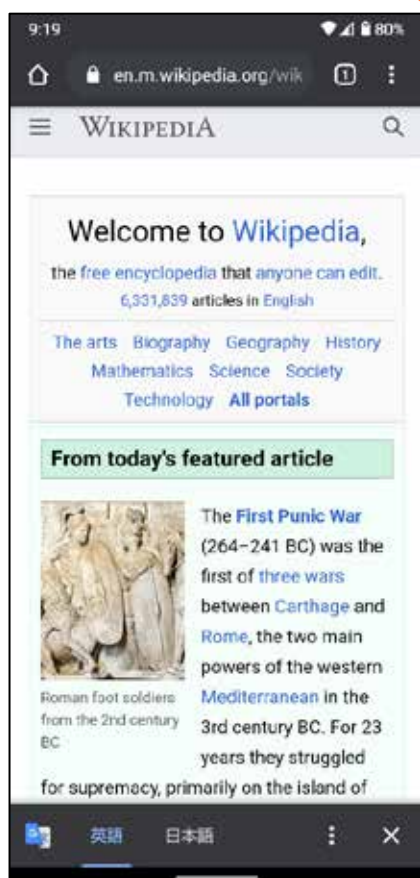 9:19 80%
en.m.wikipedia.org/wik 1
WIKIPEDIA
Welcome to Wikipedia,
the free encyclopedia that anyone can edit.
6,331,839 articles in English
The arts Biography Geography History
Mathematics Science Society
Technology All portals
From today's featured article
The First Punic War
(264–241 BC) was the
first of three wars
between Carthage and
Rome, the two main
powers of the western
Mediterranean in the
3rd century BC. For 23
years they struggled
for supremacy, primarily on the island of
Roman foot soldiers
from the 2nd century
BC
英語 日本語